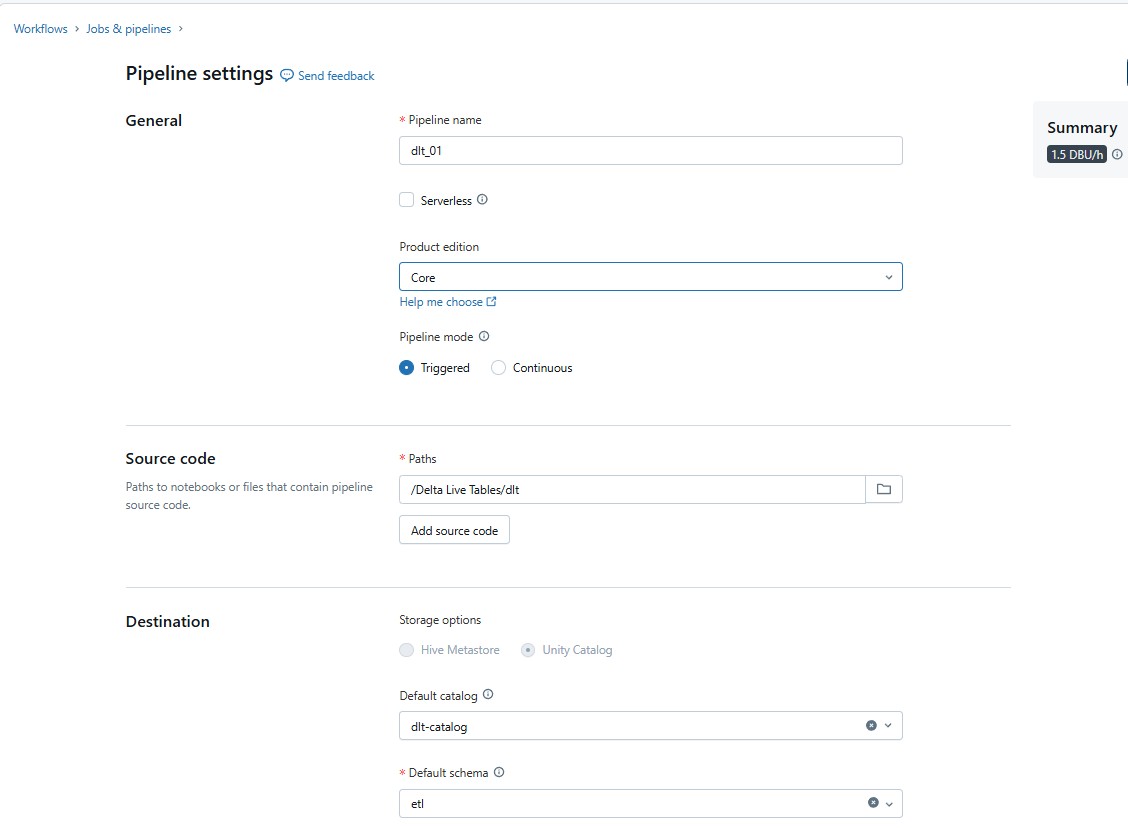 Workflows > Jobs & pipelines >
Pipeline settings Send feedback
General
* Pipeline name
dlt_01
Serverless
Product edition
Core
Help me choose
Pipeline mode
Triggered Continuous
Summary
1.5 DBU/h
Source code
Paths to notebooks or files that contain pipeline
source code.
* Paths
/Delta Live Tables/dlt
Add source code
Destination
Storage options
Hive Metastore Unity Catalog
Default catalog
dlt-catalog
* Default schema
etl